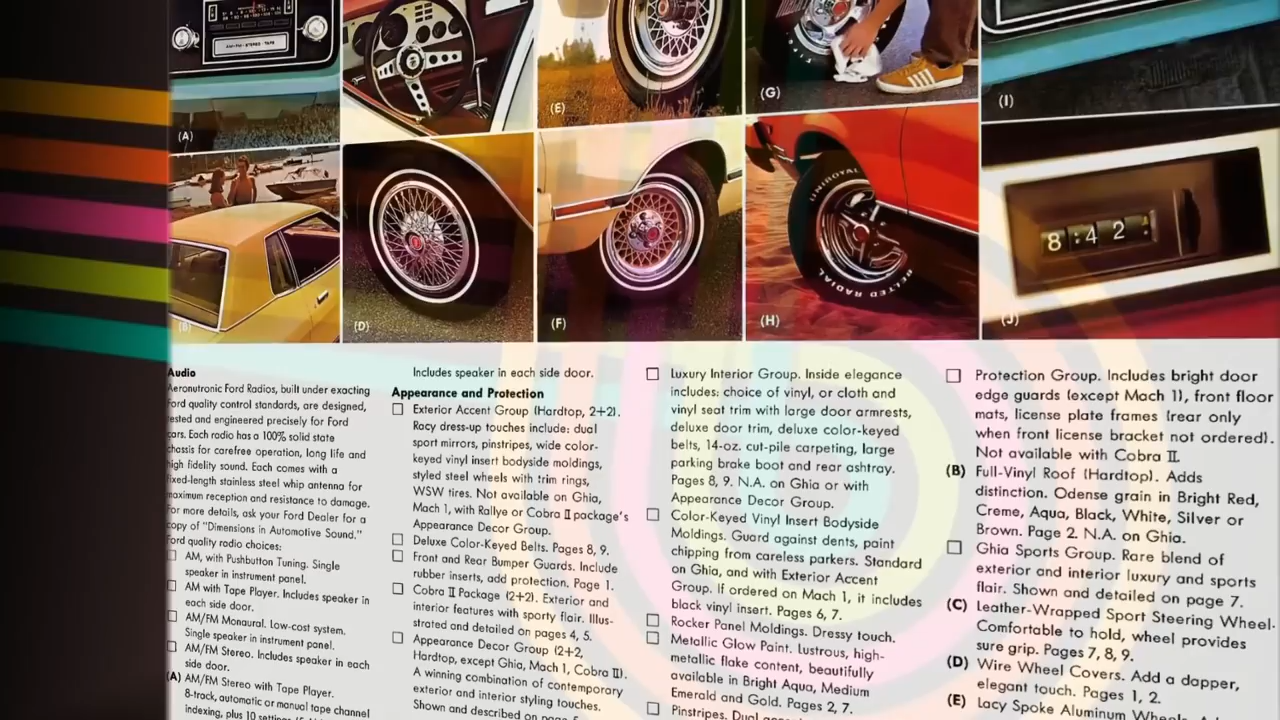 AM/FM-STEREO-TAPE
(A)
(B)
(D)
(E)
(F)
(G)
UNIROYAL
BELTED RADIAL
(H)
(I)
8:42
(J)
Audio
Aeronutronic Ford Radios, built under exacting
Ford quality control standards, are designed,
tested and engineered precisely for Ford
cars. Each radio has a 100% solid state
chassis for carefree operation, long life and
high fidelity sound. Each comes with a
fixed-length stainless steel whip antenna for
maximum reception and resistance to damage.
For more details, ask your Ford Dealer for a
copy of "Dimensions in Automotive Sound."
Ford quality radio choices:
AM, with Pushbutton Tuning. Single
speaker in instrument panel.
AM with Tape Player. Includes speaker in
each side door.
AM/FM Monaural. Low-cost system.
Single speaker in instrument panel.
AM/FM Stereo. Includes speaker in each
side door.
(A) AM/FM Stereo with Tape Player.
8-track, automatic or manual tape channel
indexing, plus 10 settings
Includes speaker in each side door.
Appearance and Protection
Exterior Accent Group (Hardtop, 2+2).
Racy dress-up touches include: dual
sport mirrors, pinstripes, wide color-
keyed vinyl insert bodyside moldings,
styled steel wheels with trim rings,
WSW tires. Not available on Ghia,
Mach 1, with Rallye or Cobra II package's
Appearance Decor Group.
Deluxe Color-Keyed Belts. Pages 8, 9.
Front and Rear Bumper Guards. Include
rubber inserts, add protection. Page 1.
Cobra II Package (2+2). Exterior and
interior features with sporty flair. Illus-
trated and detailed on pages 4, 5.
Appearance Decor Group (2+2,
Hardtop, except Ghia, Mach 1, Cobra II).
A winning combination of contemporary
exterior and interior styling touches.
Shown and described on page 5.
Luxury Interior Group. Inside elegance
includes: choice of vinyl, or cloth and
vinyl seat trim with large door armrests,
deluxe door trim, deluxe color-keyed
belts, 14-oz. cut-pile carpeting, large
parking brake boot and rear ashtray.
Pages 8, 9. N.A. on Ghia or with
Appearance Decor Group.
Color-Keyed Vinyl Insert Bodyside
Moldings. Guard against dents, paint
chipping from careless parkers. Standard
on Ghia, and with Exterior Accent
Group. If ordered on Mach 1, it includes
black vinyl insert. Pages 6, 7.
Rocker Panel Moldings. Dressy touch.
Metallic Glow Paint. Lustrous, high-
metallic flake content, beautifully
available in Bright Aqua, Medium
Emerald and Gold. Pages 2, 7.
Pinstripes. Dual
Protection Group. Includes bright door
edge guards (except Mach 1), front floor
mats, license plate frames (rear only
when front license bracket not ordered).
Not available with Cobra II.
(B) Full-Vinyl Roof (Hardtop). Adds
distinction. Odense grain in Bright Red,
Creme, Aqua, Black, White, Silver or
Brown. Page 2. N.A. on Ghia.
Ghia Sports Group. Rare blend of
exterior and interior luxury and sports
flair. Shown and detailed on page 7.
(C) Leather-Wrapped Sport Steering Wheel.
Comfortable to hold, wheel provides
sure grip. Pages 7, 8, 9.
(D) Wire Wheel Covers. Add a dapper,
elegant touch. Pages 1, 2.
(E) Lacy Spoke Aluminum Wheels